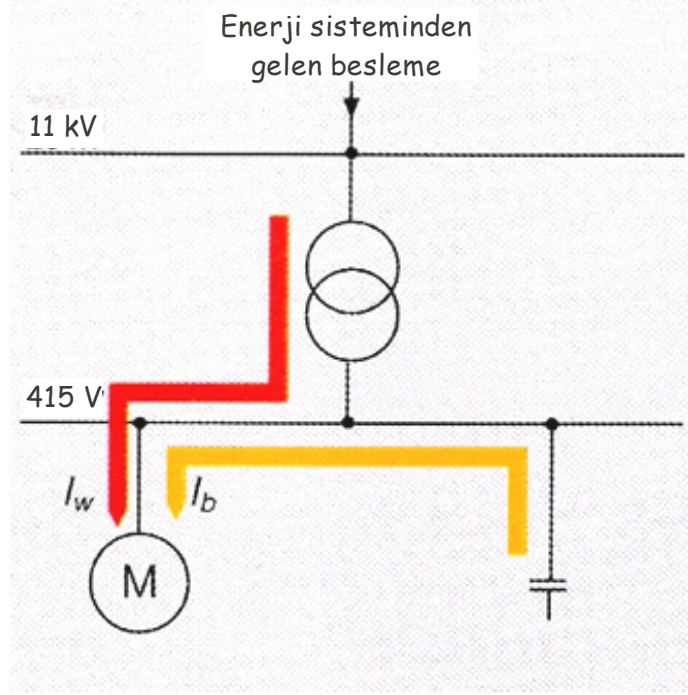 Enerji sisteminden
gelen besleme
11 kV
415 V
Iw
Ib
M